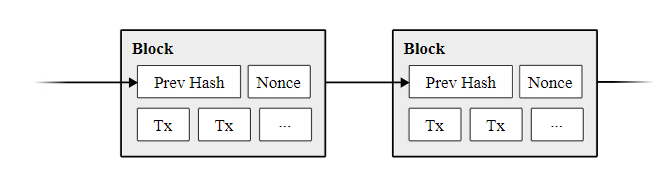 Block
Prev Hash Nonce
Tx Tx ...
Block
Prev Hash Nonce
Tx Tx ...